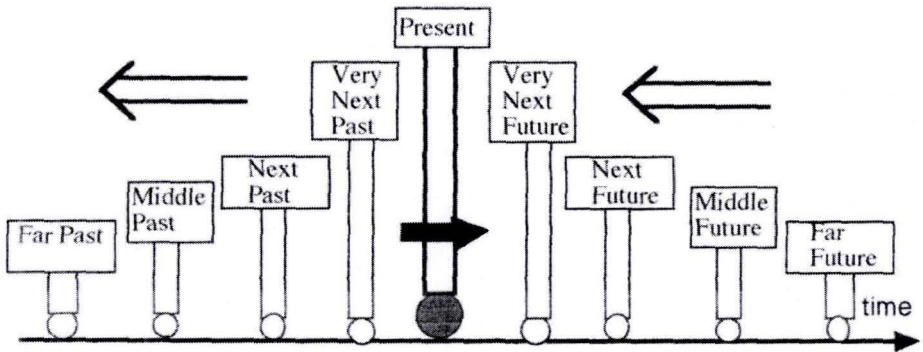 Present
Very
Next
Past
Very
Next
Future
Next
Past
Next
Future
Middle
Past
Middle
Future
Far Past
Far
Future
time